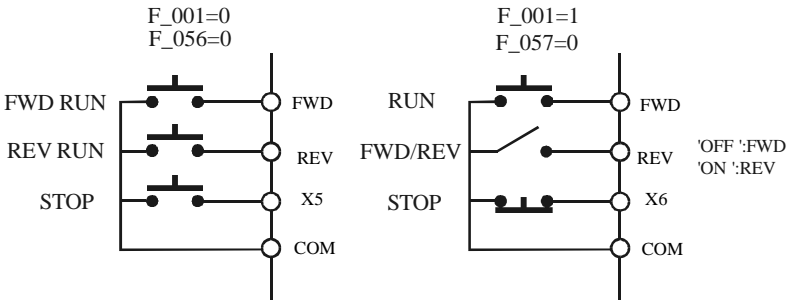 F_001=0
F_056=0
FWD RUN
FWD
REV RUN
REV
STOP
X5
COM
F_001=1
F_057=0
RUN
FWD
FWD/REV
REV
'OFF ':FWD
'ON ':REV
STOP
X6
COM